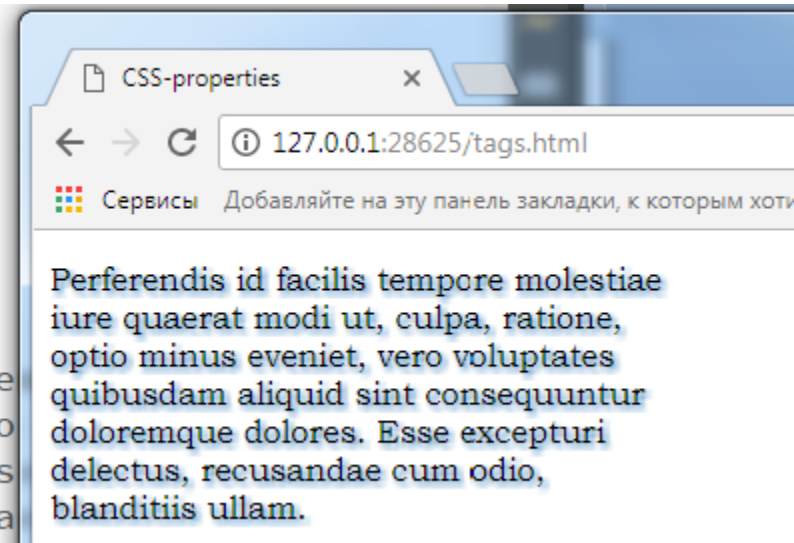 CSS-properties
127.0.0.1:28625/tags.html
Сервисы Добавляйте на эту панель закладки, к которым
Perferendis id facilis tempore molestiae
iure quaerat modi ut, culpa, ratione,
optio minus eveniet, vero voluptates
quibusdam aliquid sint consequuntur
doloremque dolores. Esse excepturi
delectus, recusandae cum odio,
blanditiis ullam.